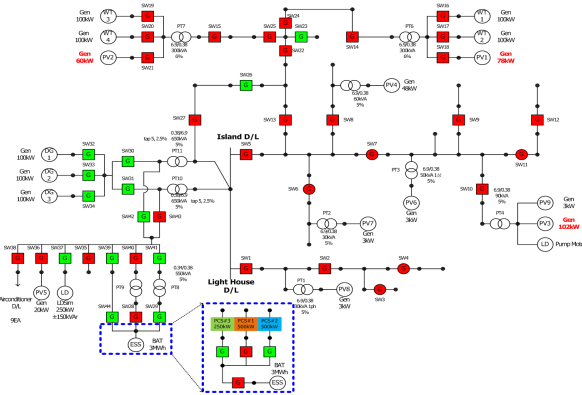 Gen
100kW
WT
3
SW19
Gen
100kW
WT
4
SW20
Gen
60kW
PV2
SW21
PT7
6.9/0.38
300kVA
6%
SW15
SW25
SW24
SW23
SW22
SW14
PT6
6.9/0.38
300kVA
6%
SW16
WT
1
Gen
100kW
SW17
WT
2
Gen
100kW
SW18
PV1
Gen
78kW
SW26
SW27
6.9/0.38
60kVA
5%
PV4
Gen
48kW
SW13
SW8
SW9
SW12
Island D/L
SW5
SW7
SW11
Gen
100kW
DG
1
SW32
Gen
100kW
DG
2
SW33
Gen
100kW
DG
3
SW34
SW30
SW31
tap 5, 2.5%
0.38/6.9
650kVA
5%
PT11
PT10
0.38/6.9
650kVA
5%
tap 5, 2.5%
SW42
SW43
SW6
PT2
6.9/0.38
30kVA
5%
PV7
Gen
3kW
PT3
6.9/0.38
5%
PV6
Gen
3kW
SW10
6.9/0.38
5%
PT4
PV9
Gen
3kW
PV3
Gen
102kW
LD
SW38
SW36
SW37
SW35
SW39
SW40
SW41
Airconditioner
D/L
9EA
PV5
Gen
20kW
LD
LDSim
250kW
±150kVAr
PT9
PT8
550kVA
5%
SW44
SW28
SW29
ESS
BAT
3MWh
Light House
D/L
SW1
SW2
SW4
SW3
PT1
6.9/0.38
5%
PV8
Gen
3kW
PCS#3
250kW
PCS#1
500kW
PCS#2
500kW
BAT
3MWh
ESS